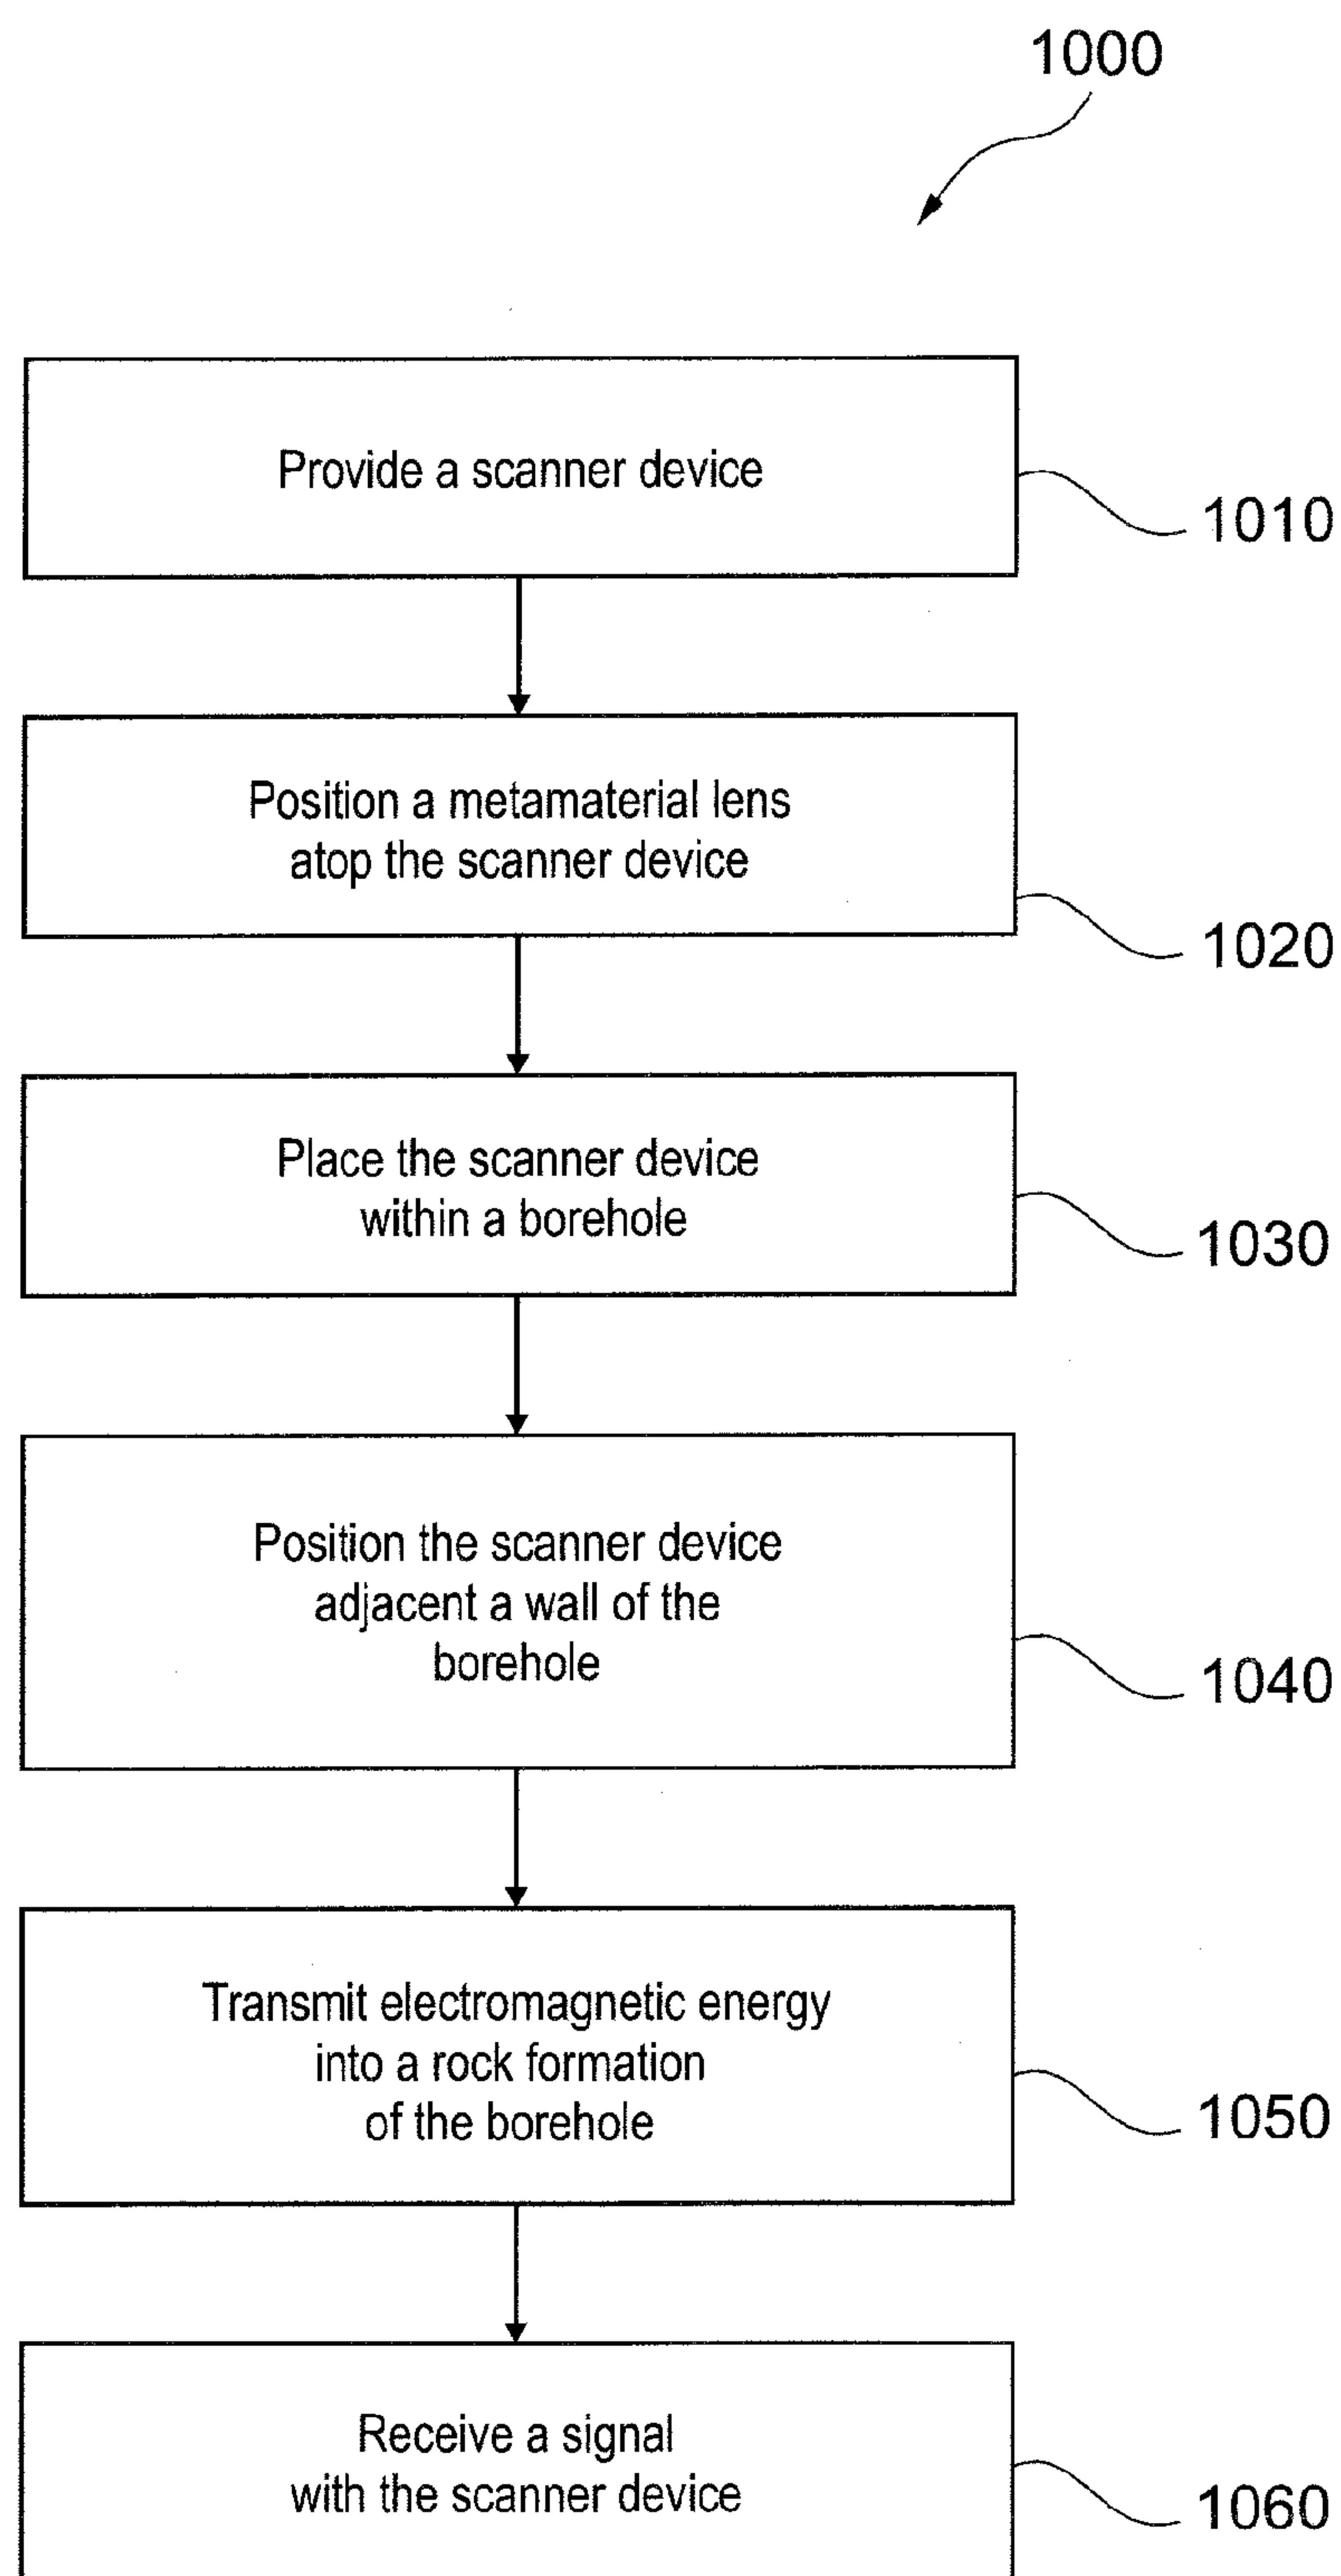 1000
Provide a scanner device
1010
Position a metamaterial lens
atop the scanner device
1020
Place the scanner device
within a borehole
1030
Position the scanner device
adjacent a wall of the
borehole
1040
Transmit electromagnetic energy
into a rock formation
of the borehole
1050
Receive a signal
with the scanner device
1060